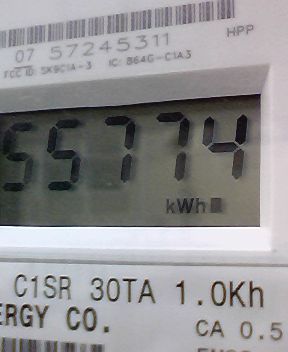 07 57245311
HPP
FCC ID: SK9C1A-3 IC: 864G-C1A3
55774
kWh
C1SR 30TA 1.0Kh
ERGY CO.
CA 0.5